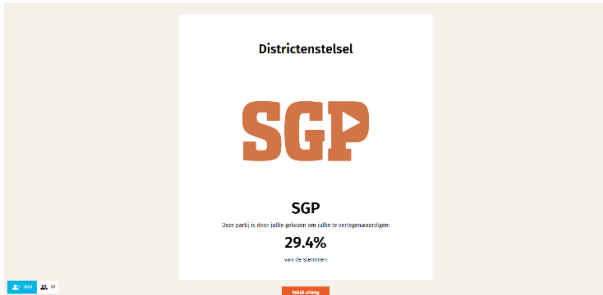 Districtenstelsel
SGP
SGP
Deze partij is door jullie gekozen om jullie te vertegenwoordigen:
29.4%
van de stemmen
Bekijk uitslag